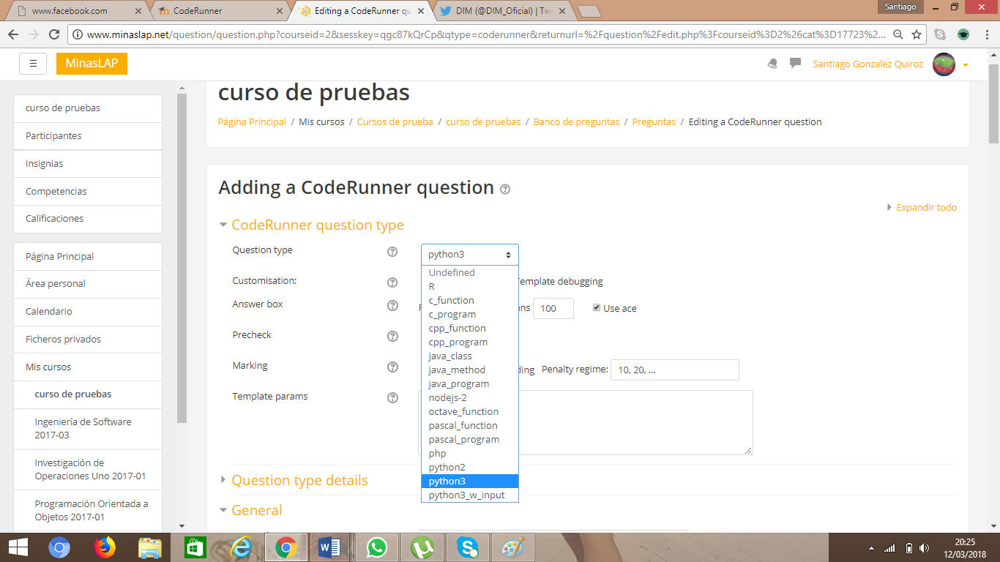 www.facebook.com
CodeRunner
Editing a CodeRunner qu
DIM (@DIM_Oficial) | Tw
Santiago
www.minaslap.net/question/question.php?courseid=2&sesskey=qgc87kQrCp&qtype=coderunner&returnurl=%2Fquestion%2Fedit.php%3Fcourseid%3D2%26cat%3D17723%2...
MinasLAP
Santiago Gonzalez Quiroz
curso de pruebas
Participantes
Insignias
Competencias
Calificaciones
Página Principal
Área personal
Calendario
Ficheros privados
Mis cursos
curso de pruebas
Ingeniería de Software
2017-03
Investigación de
Operaciones Uno 2017-01
Programación Orientada a
Objetos 2017-01
curso de pruebas
Página Principal / Mis cursos / Cursos de prueba / curso de pruebas / Banco de preguntas / Preguntas / Editing a CodeRunner question
Adding a CodeRunner question
Expandir todo
CodeRunner question type
Question type
python3
Customisation:
Template debugging
Answer box
ns 100 Use ace
Precheck
Marking
ding Penalty regime: 10, 20, ...
Template params
Undefined
R
c_function
c_program
cpp_function
cpp_program
java_class
java_method
java_program
nodejs-2
octave_function
pascal_function
pascal_program
php
python2
python3
python3_w_input
Question type details
General
20:25
12/03/2018